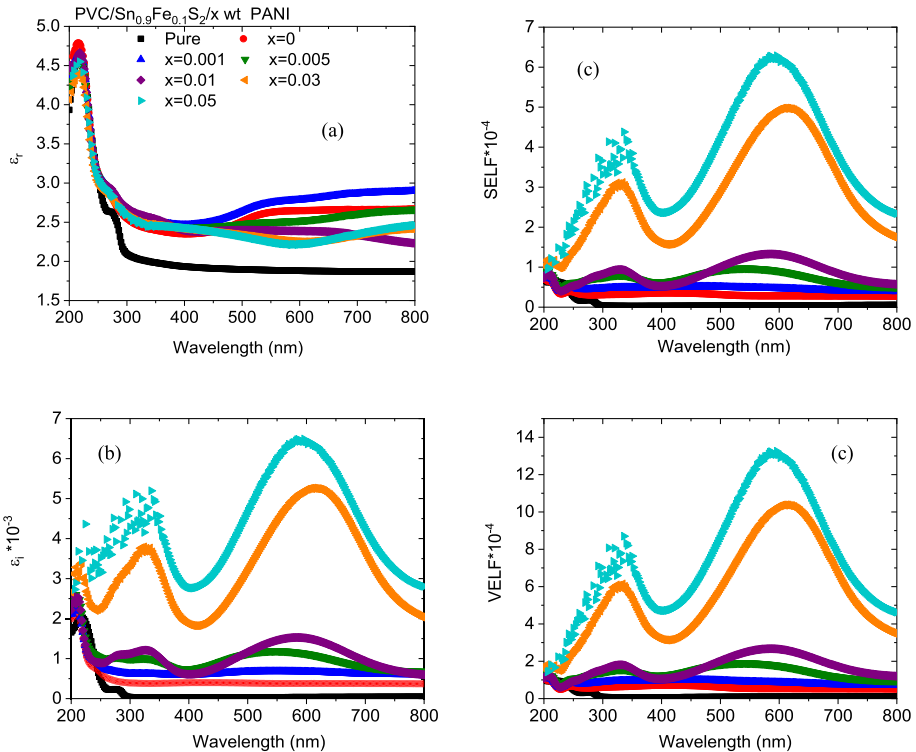 PVC/Sn0.9Fe0.1S2/x wt PANI
Pure
x=0
x=0.001
x=0.005
x=0.01
x=0.03
x=0.05
(a)
εr
5.0
4.5
4.0
3.5
3.0
2.5
2.0
1.5
200 300 400 500 600 700 800
Wavelength (nm)
(c)
SELF*10-4
7
6
5
4
3
2
1
0
200 300 400 500 600 700 800
Wavelength (nm)
(b)
εi *10-3
7
6
5
4
3
2
1
0
200 300 400 500 600 700 800
Wavelength (nm)
(c)
VELF*10-4
14
12
10
8
6
4
2
0
200 300 400 500 600 700 800
Wavelength (nm)